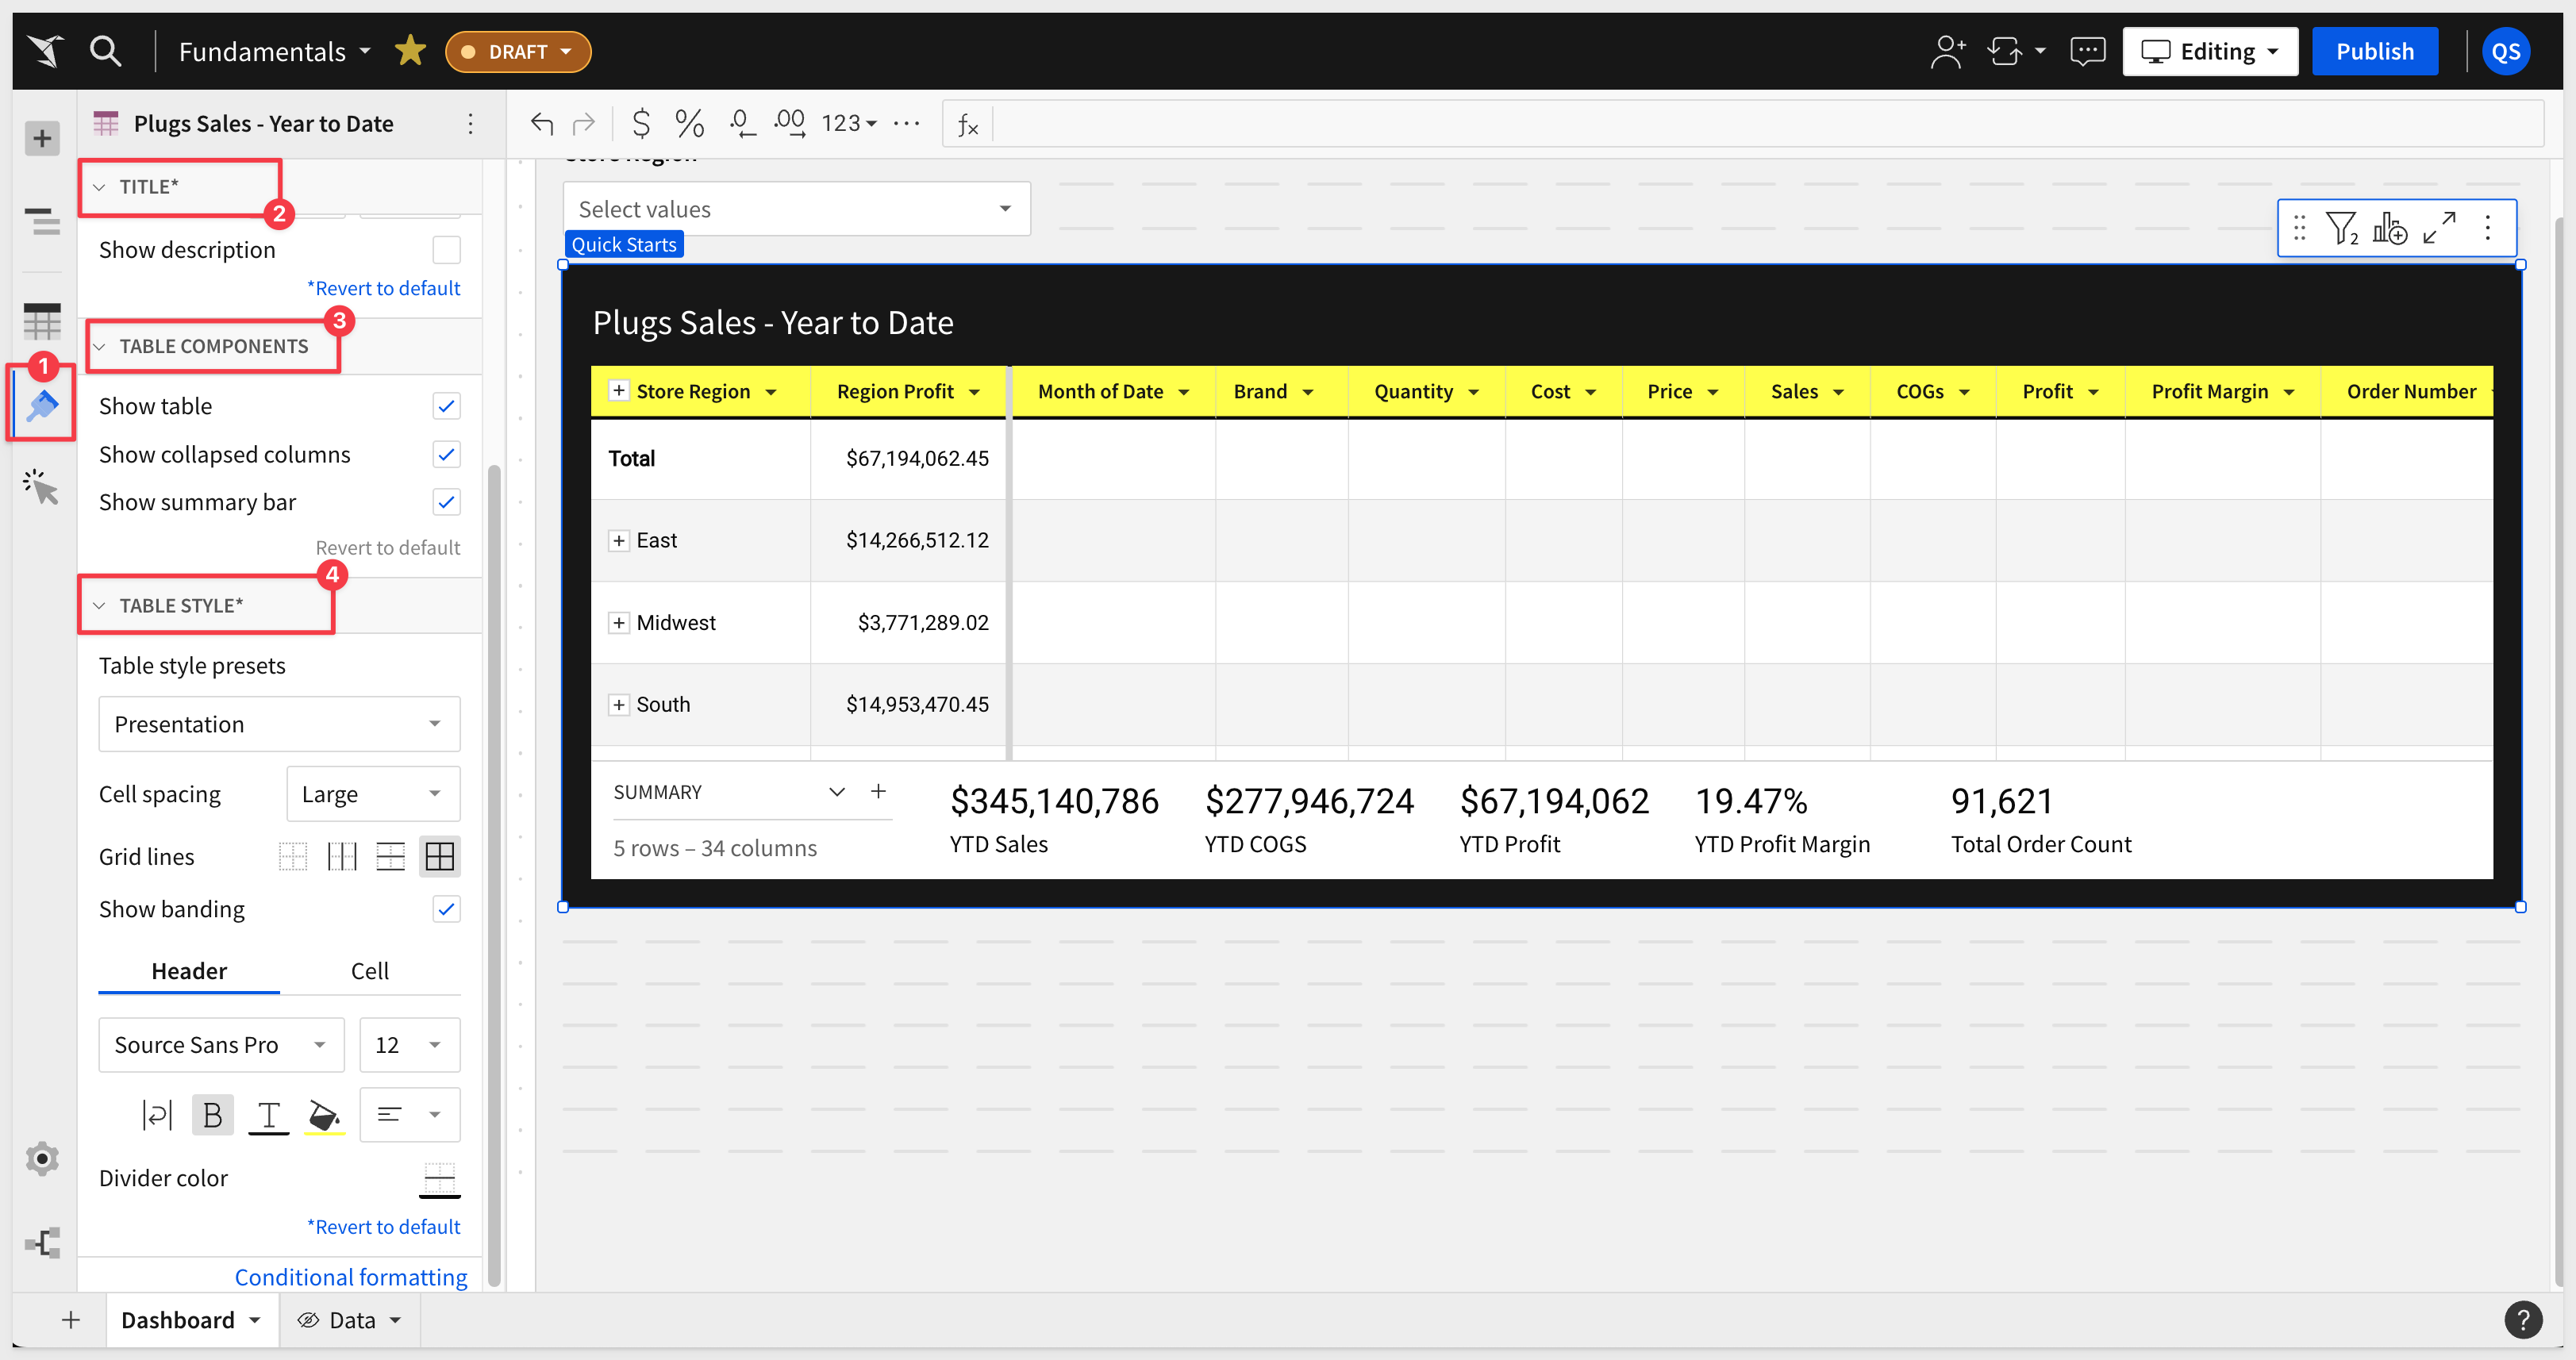 Fundamentals
DRAFT
Editing
Publish
QS
Plugs Sales - Year to Date
$ % .0 .00 123
fx
TITLE*
2
Show description
*Revert to default
3
TABLE COMPONENTS
1
Show table
Show collapsed columns
Show summary bar
Revert to default
4
TABLE STYLE*
Table style presets
Presentation
Cell spacing
Large
Grid lines
Show banding
Header
Cell
Source Sans Pro
12
B
T
Divider color
*Revert to default
Conditional formatting
Store Region
Select values
Quick Starts
2
Plugs Sales - Year to Date
Store Region Region Profit Month of Date Brand Quantity Cost Price Sales COGs Profit Profit Margin Order Number
Total $67,194,062.45
East $14,266,512.12
Midwest $3,771,289.02
South $14,953,470.45
SUMMARY
5 rows – 34 columns
$345,140,786 $277,946,724 $67,194,062 19.47% 91,621
YTD Sales YTD COGS YTD Profit YTD Profit Margin Total Order Count
Dashboard
Data
?